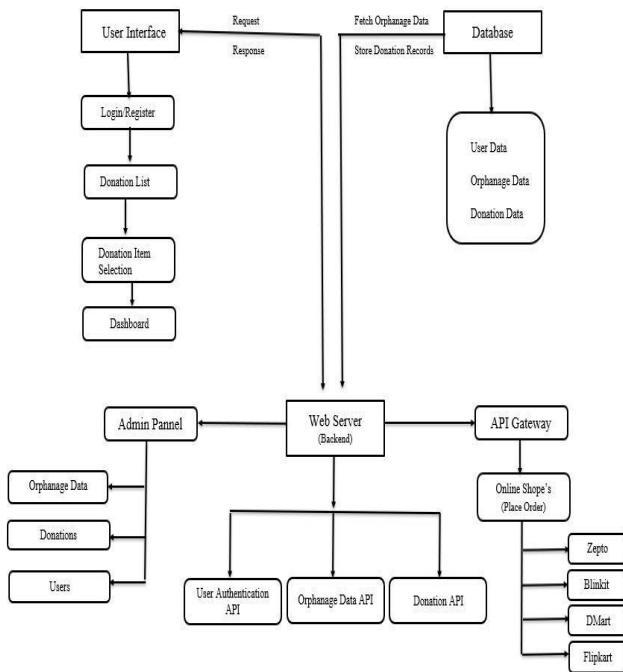 User Interface
Request
Response
Fetch Orphanage Data
Store Donation Records
Database
Login/Register
Donation List
Donation Item
Selection
Dashboard
User Data
Orphanage Data
Donation Data
Admin Pannel
Web Server
(Backend)
API Gateway
Orphanage Data
Donations
Users
User Authentication
API
Orphanage Data API
Donation API
Online Shope's
(Place Order)
Zepto
Blinkit
DMart
Flipkart